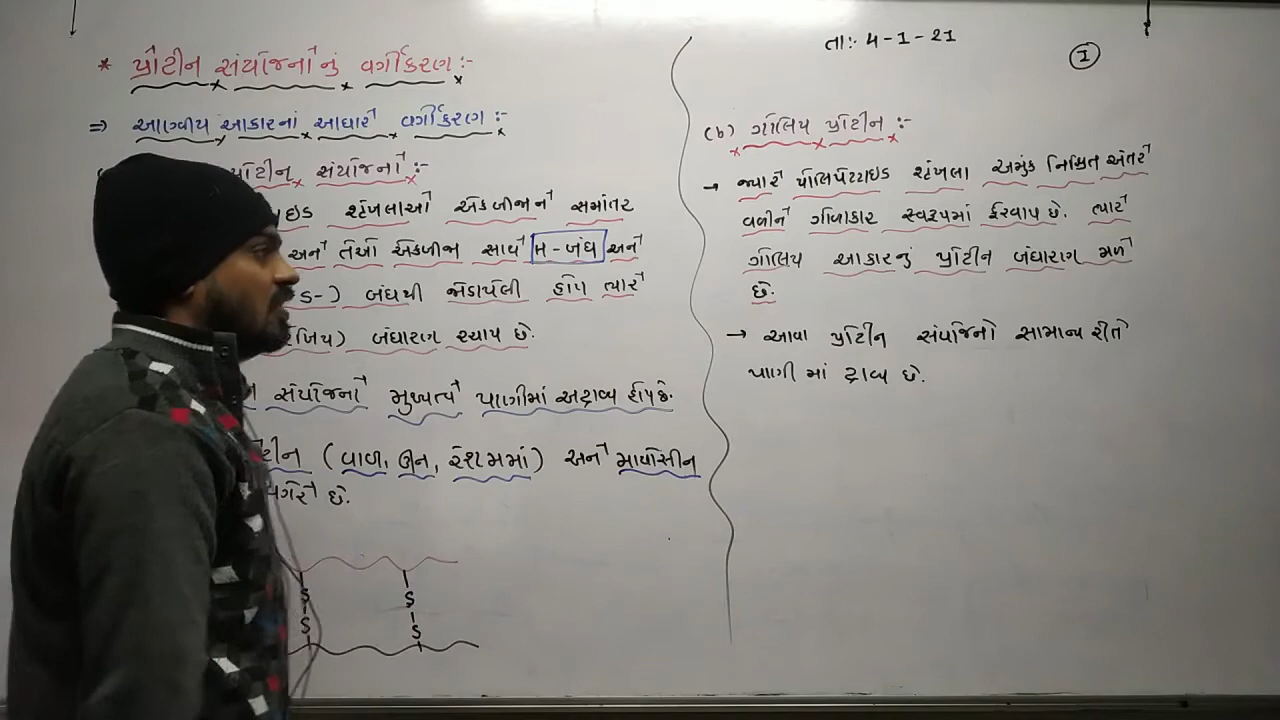 * પ્રોટીન સંયોજનોનું વર્ગીકરણ :-
⇒ આણ્વીય આકારનાં આધારે વર્ગીકરણ :-
સંયોજનો :-
શૃંખલાઓ એકબીજાને સમાંતર
અને તેઓ એકબીજા સાથે H-બંધ અને
બંધથી જોડાયેલી હોય ત્યારે
બંધારણ રચાય છે.
સંયોજનો મુખ્યત્વે પાણીમાં અદ્રાવ્ય હોય છે.
(વાળ, ઊન, રેશમમાં) અને માયોસીન
વગેરે છે.
S S
S S
તા:- 4-1-21
1
(b) ગોલિય પ્રોટીન :-
→ જ્યારે પોલિપેપ્ટાઇડ શૃંખલા અમુક નિશ્ચિત અંતરે
વળીને ગોળાકાર સ્વરૂપમાં ફેરવાય છે. ત્યારે
ગોલિય આકારનું પ્રોટીન બંધારણ મળે
છે.
→ આવા પ્રોટીન સંયોજનો સામાન્ય રીતે
પાણી માં દ્રાવ્ય છે.